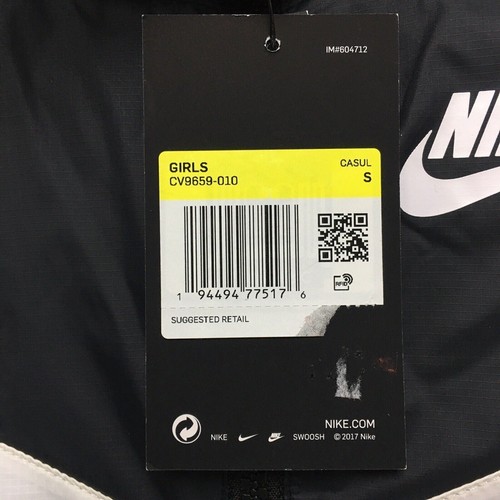 IM#604712
GIRLS
CV9659-010
CASUL
S
1 94494 77517 6
RFID
SUGGESTED RETAIL
NIKE.COM
NIKE SWOOSH © 2017 Nike